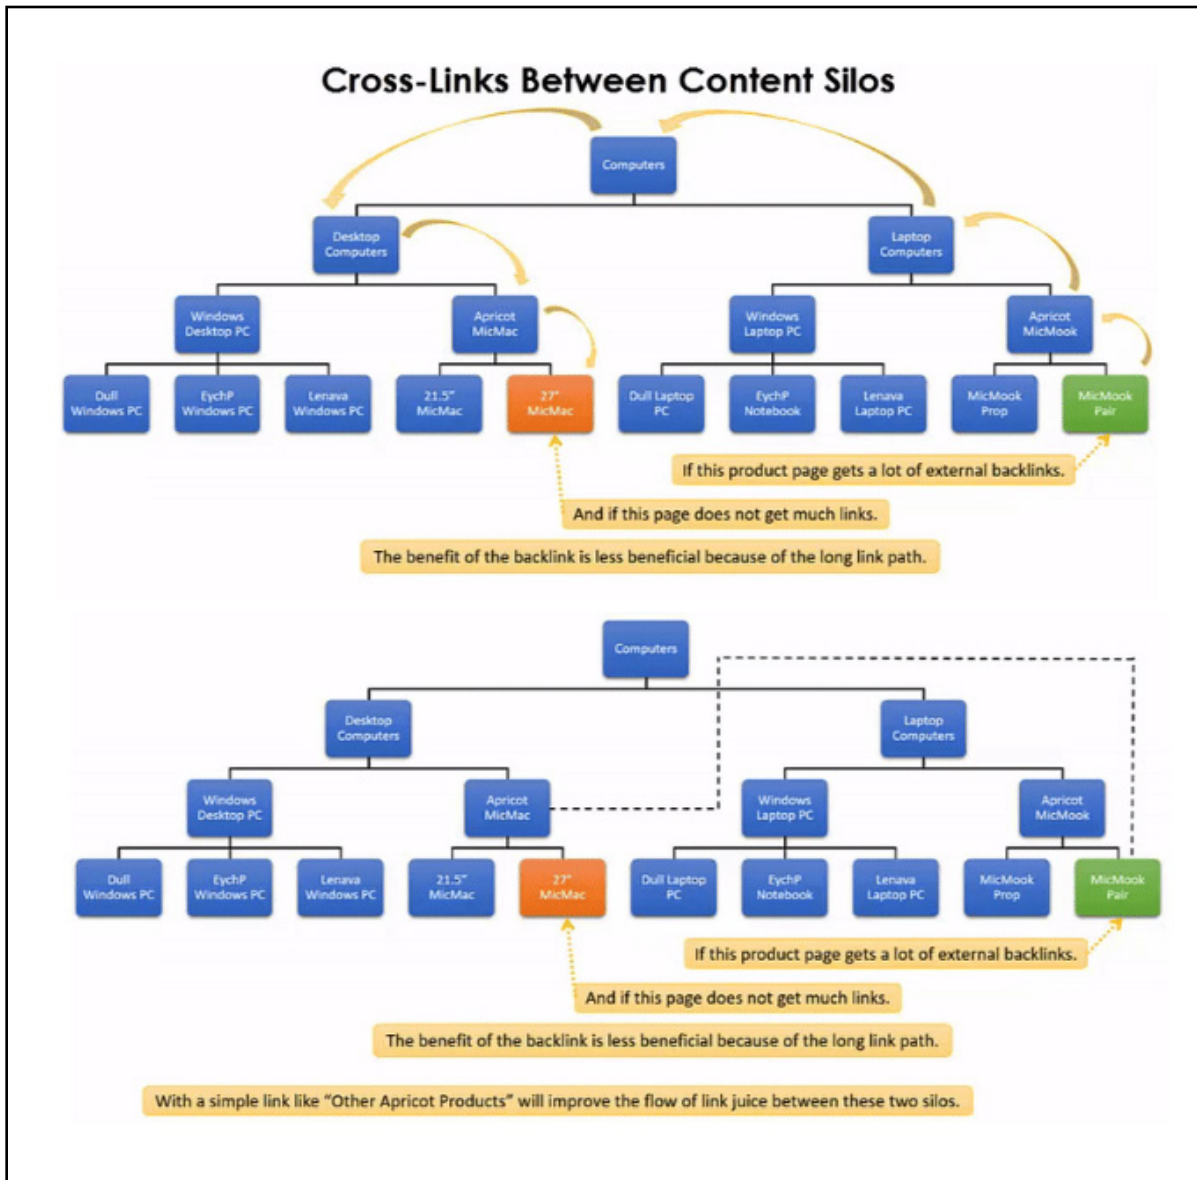 Cross-Links Between Content Silos
Computers
Desktop
Computers
Laptop
Computers
Windows
Desktop PC
Apricot
MicMac
Windows
Laptop PC
Apricot
MicMook
Dull
Windows PC
EychP
Windows PC
Lenava
Windows PC
21.5"
MicMac
27"
MicMac
Dull Laptop
PC
EychP
Notebook
Lenava
Laptop PC
MicMook
Prop
MicMook
Pair
If this product page gets a lot of external backlinks.
And if this page does not get much links.
The benefit of the backlink is less beneficial because of the long link path.
Computers
Desktop
Computers
Laptop
Computers
Windows
Desktop PC
Apricot
MicMac
Windows
Laptop PC
Apricot
MicMook
Dull
Windows PC
EychP
Windows PC
Lenava
Windows PC
21.5"
MicMac
27"
MicMac
Dull Laptop
PC
EychP
Notebook
Lenava
Laptop PC
MicMook
Prop
MicMook
Pair
If this product page gets a lot of external backlinks.
And if this page does not get much links.
The benefit of the backlink is less beneficial because of the long link path.
With a simple link like “Other Apricot Products” will improve the flow of link juice between these two silos.